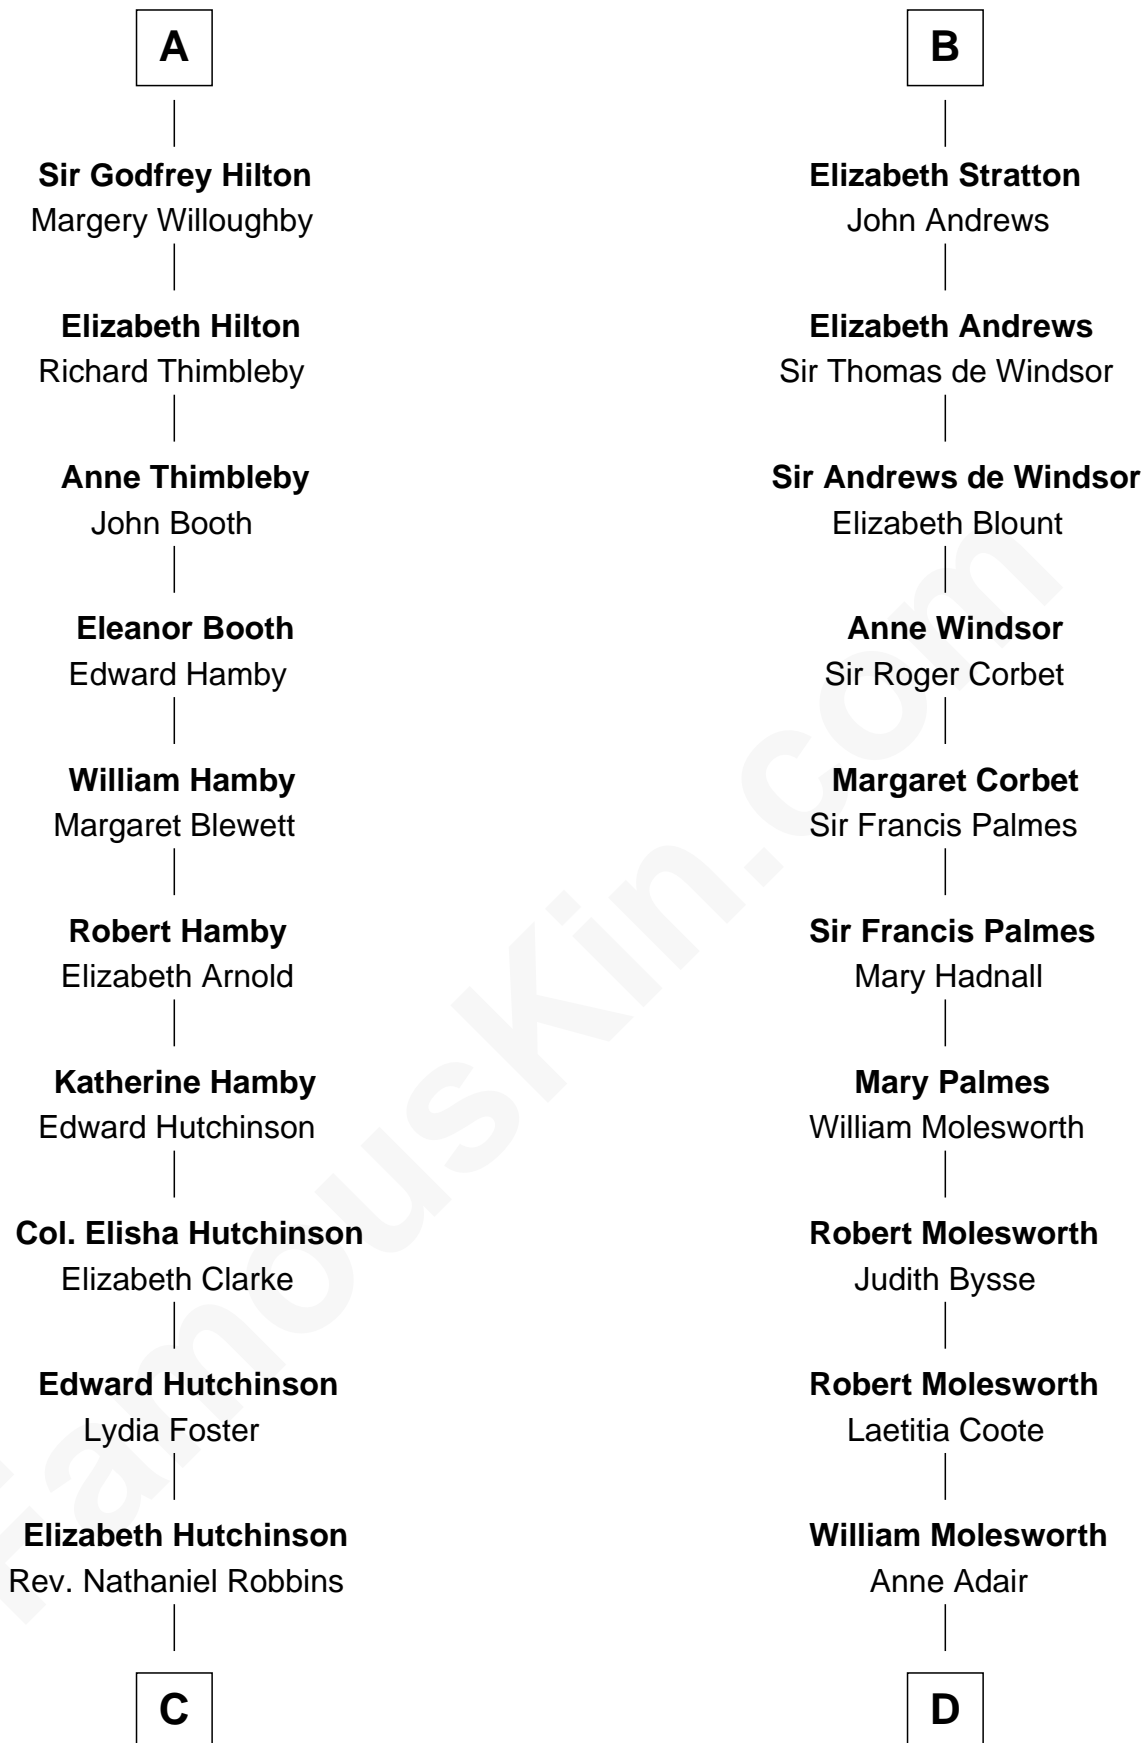 A
Sir Godfrey Hilton
Margery Willoughby
Elizabeth Hilton
Richard Thimbleby
Anne Thimbleby
John Booth
Eleanor Booth
Edward Hamby
William Hamby
Margaret Blewett
Robert Hamby
Elizabeth Arnold
Katherine Hamby
Edward Hutchinson
Col. Elisha Hutchinson
Elizabeth Clarke
Edward Hutchinson
Lydia Foster
Elizabeth Hutchinson
Rev. Nathaniel Robbins
C
B
Elizabeth Stratton
John Andrews
Elizabeth Andrews
Sir Thomas de Windsor
Sir Andrews de Windsor
Elizabeth Blount
Anne Windsor
Sir Roger Corbet
Margaret Corbet
Sir Francis Palmes
Sir Francis Palmes
Mary Hadnall
Mary Palmes
William Molesworth
Robert Molesworth
Judith Bysse
Robert Molesworth
Laetitia Coote
William Molesworth
Anne Adair
D
FamousKin.com